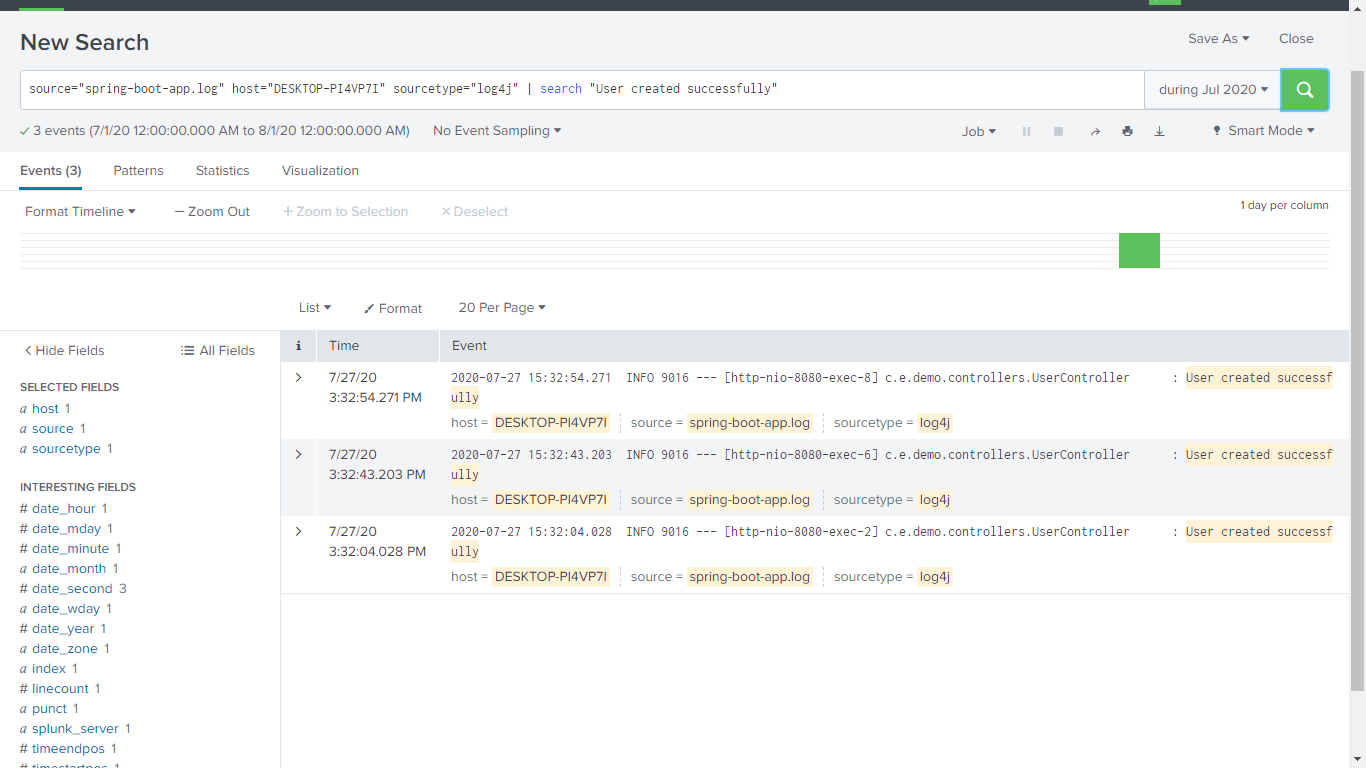 New Search
Save As
Close
source="spring-boot-app.log" host="DESKTOP-PI4VP7I" sourcetype="log4j" | search "User created successfully"
during Jul 2020
3 events (7/1/20 12:00:00.000 AM to 8/1/20 12:00:00.000 AM)
No Event Sampling
Job
Smart Mode
Events (3)
Patterns
Statistics
Visualization
Format Timeline
— Zoom Out
+ Zoom to Selection
× Deselect
1 day per column
List
Format
20 Per Page
< Hide Fields
All Fields
SELECTED FIELDS
a host 1
a source 1
a sourcetype 1
INTERESTING FIELDS
# date_hour 1
# date_mday 1
# date_minute 1
a date_month 1
# date_second 3
a date_wday 1
# date_year 1
a date_zone 1
a index 1
# linecount 1
a punct 1
a splunk_server 1
# timeendpos 1
# timestartpos 1
i
Time
Event
>
7/27/20
3:32:54.271 PM
2020-07-27 15:32:54.271  INFO 9016 --- [http-nio-8080-exec-8] c.e.demo.controllers.UserController      : User created successf
ully
host = DESKTOP-PI4VP7I
source = spring-boot-app.log
sourcetype = log4j
>
7/27/20
3:32:43.203 PM
2020-07-27 15:32:43.203  INFO 9016 --- [http-nio-8080-exec-6] c.e.demo.controllers.UserController      : User created successf
ully
host = DESKTOP-PI4VP7I
source = spring-boot-app.log
sourcetype = log4j
>
7/27/20
3:32:04.028 PM
2020-07-27 15:32:04.028  INFO 9016 --- [http-nio-8080-exec-2] c.e.demo.controllers.UserController      : User created successf
ully
host = DESKTOP-PI4VP7I
source = spring-boot-app.log
sourcetype = log4j